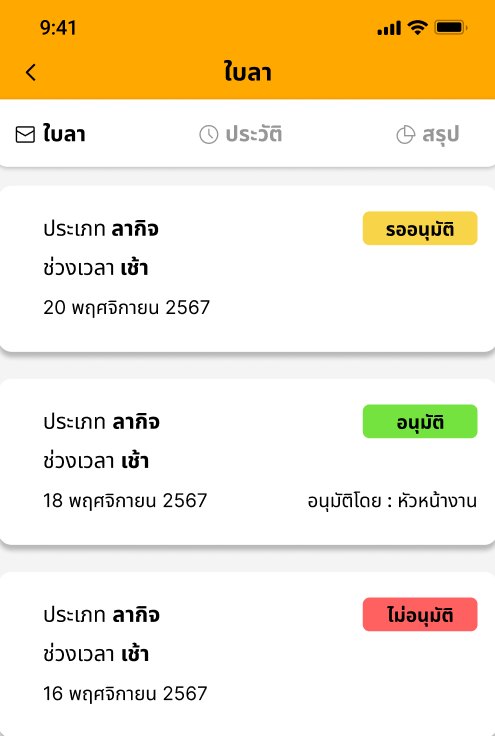 9:41
ใบลา
ใบลา ประวัติ สรุป
ประเภท ลากิจ รออนุมัติ
ช่วงเวลา เช้า
20 พฤศจิกายน 2567
ประเภท ลากิจ อนุมัติ
ช่วงเวลา เช้า
18 พฤศจิกายน 2567 อนุมัติโดย : หัวหน้างาน
ประเภท ลากิจ ไม่อนุมัติ
ช่วงเวลา เช้า
16 พฤศจิกายน 2567